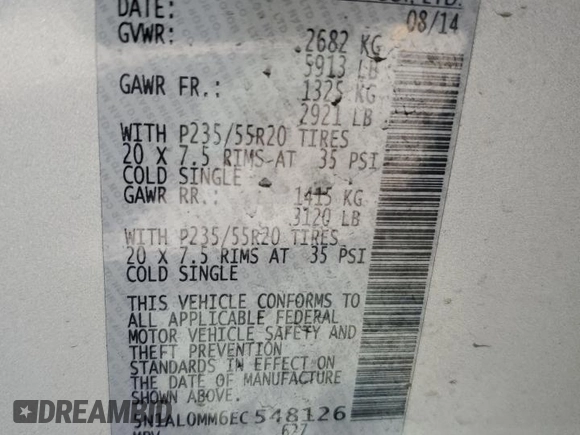 DATE: 08/14
GVWR: 2682 KG
5913 LB
GAWR FR.: 1325 KG
2921 LB
WITH P235/55R20 TIRES
20 X 7.5 RIMS AT 35 PSI
COLD SINGLE
GAWR RR.: 1415 KG
3120 LB
WITH P235/55R20 TIRES
20 X 7.5 RIMS AT 35 PSI
COLD SINGLE
THIS VEHICLE CONFORMS TO
ALL APPLICABLE FEDERAL
MOTOR VEHICLE SAFETY AND
THEFT PREVENTION
STANDARDS IN EFFECT ON
THE DATE OF MANUFACTURE
SHOWN ABOVE.
5N1AL0MM6EC548126
MPV
DREDCARS.COM